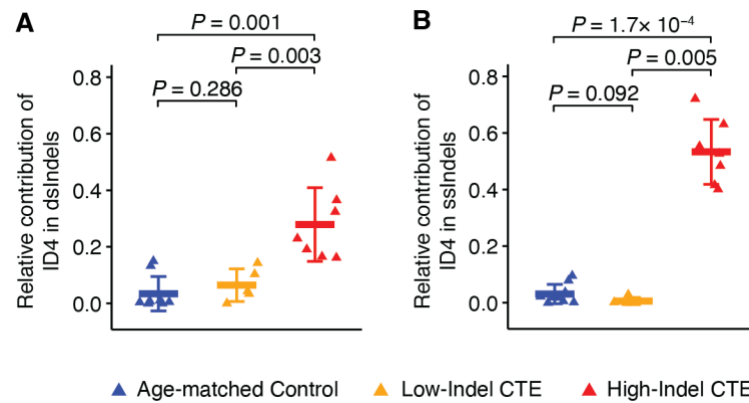 A
P = 0.001
P = 0.003
P = 0.286
Relative contribution of
ID4 in dsIndels
0.8
0.6
0.4
0.2
0.0
B
P = 1.7× 10⁻⁴
P = 0.005
P = 0.092
Relative contribution of
ID4 in ssIndels
0.8
0.6
0.4
0.2
0.0
Age-matched Control
Low-Indel CTE
High-Indel CTE